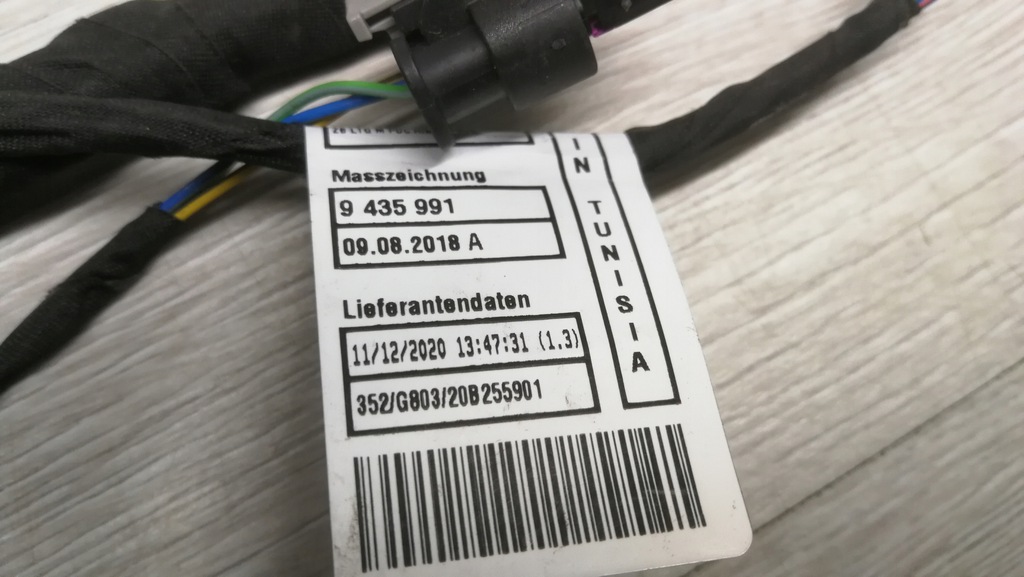 Masszeichnung
9 435 991
09.08.2018 A
Lieferantendaten
11/12/2020 13:47:31 (1.3)
352/G803/20B255901
IN TUNISIA